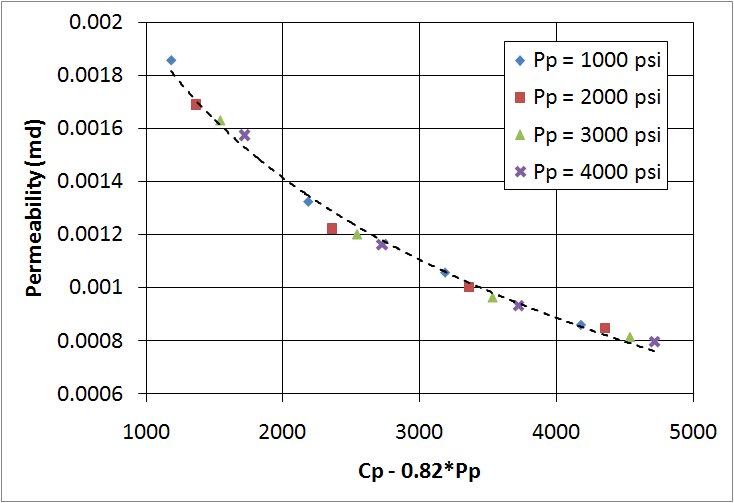 0.002
0.0018
0.0016
0.0014
0.0012
0.001
0.0008
0.0006
Permeability (md)
Pp = 1000 psi
Pp = 2000 psi
Pp = 3000 psi
Pp = 4000 psi
1000 2000 3000 4000 5000
Cp - 0.82*Pp